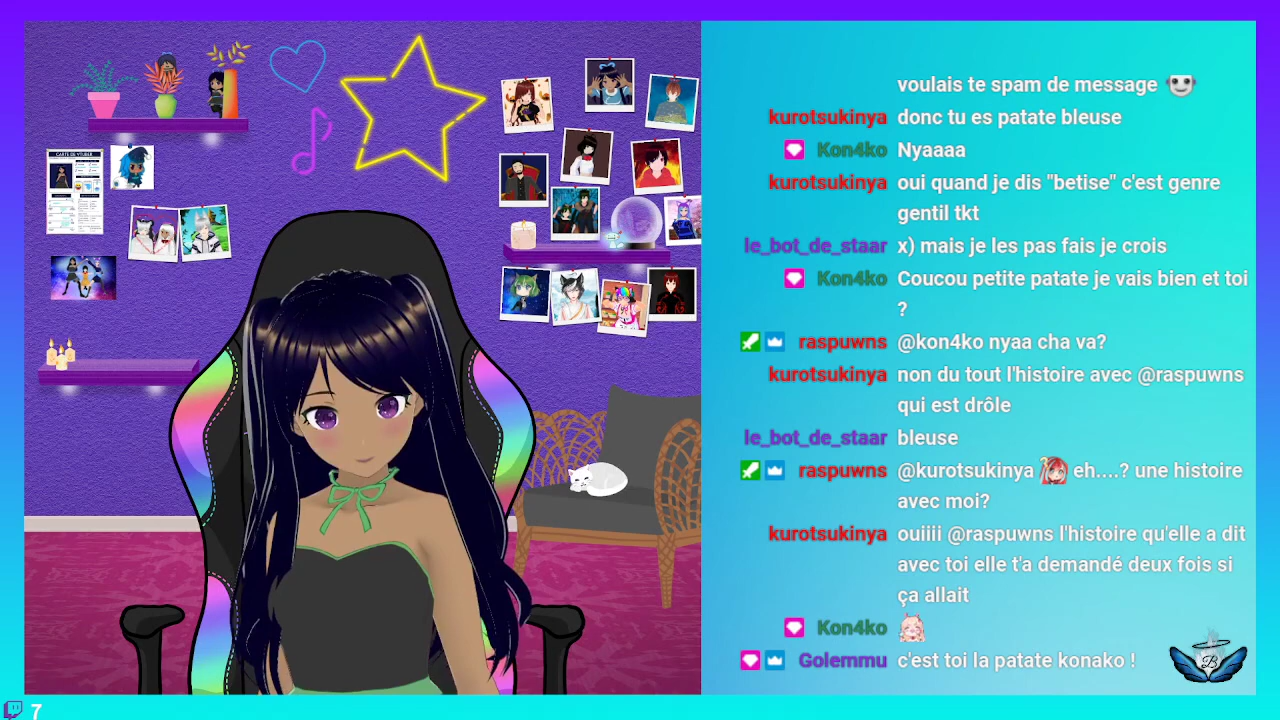 CARTE DE VTUBER
voulais te spam de message
kurotsukinya donc tu es patate bleuse
Kon4ko Nyaaaa
kurotsukinya oui quand je dis "betise" c'est genre
gentil tkt
le_bot_de_staar x) mais je les pas fais je crois
Kon4ko Coucou petite patate je vais bien et toi
?
raspuwns @kon4ko nyaa cha va?
kurotsukinya non du tout l'histoire avec @raspuwns
qui est drôle
le_bot_de_staar bleuse
raspuwns @kurotsukinya eh....? une histoire
avec moi?
kurotsukinya ouiiii @raspuwns l'histoire qu'elle a dit
avec toi elle t'a demandé deux fois si
ça allait
Kon4ko
Golemmu c'est toi la patate konako !
B
7